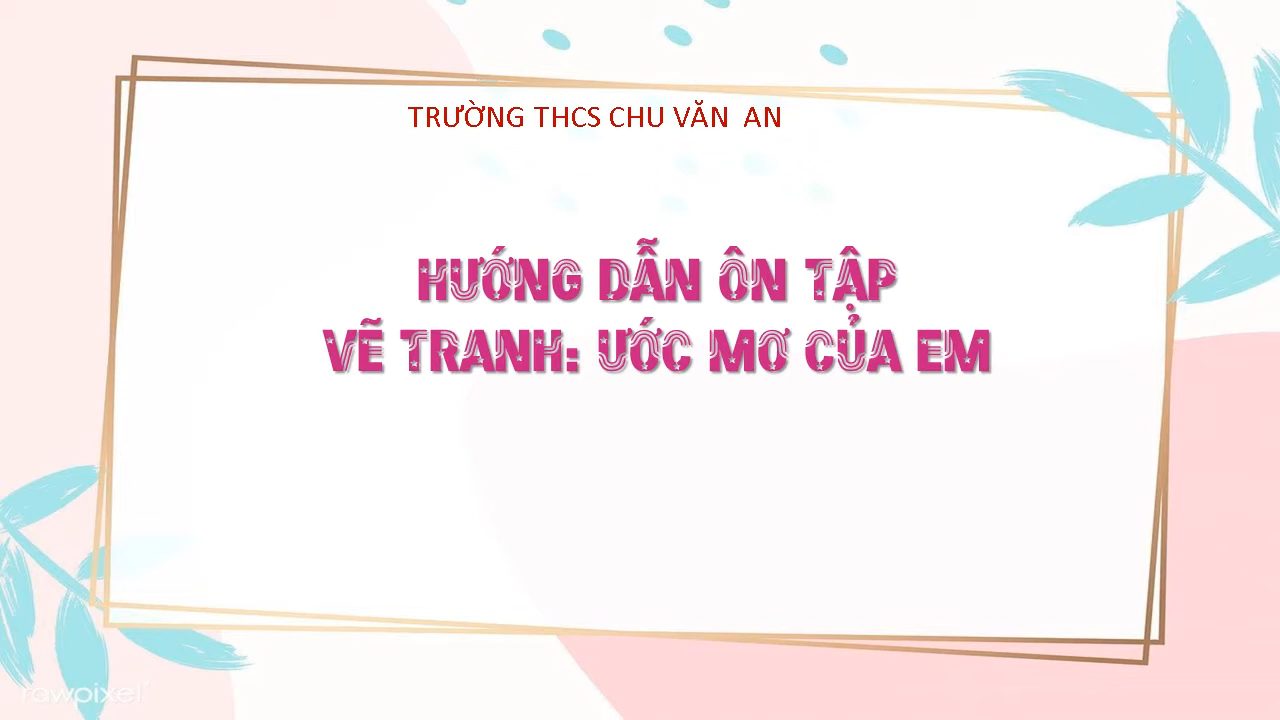 TRƯỜNG THCS CHU VĂN AN
HƯỚNG DẪN ÔN TẬP
VẼ TRANH: ƯỚC MƠ CỦA EM
rawpixel